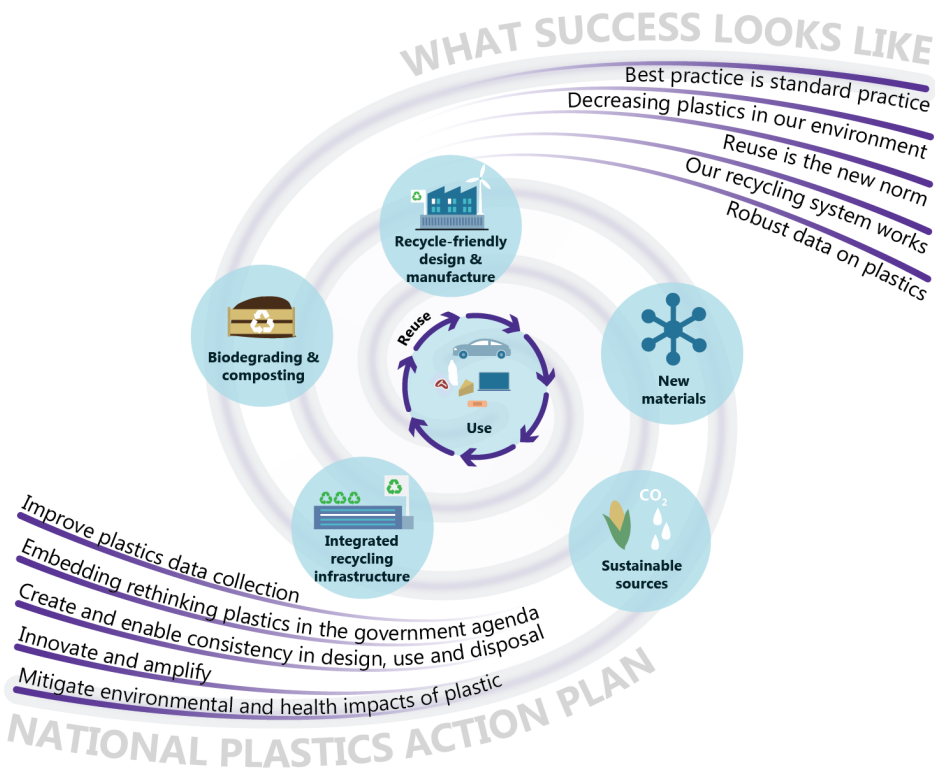 WHAT SUCCESS LOOKS LIKE
Best practice is standard practice
Decreasing plastics in our environment
Reuse is the new norm
Our recycling system works
Robust data on plastics
Recycle-friendly
design &
manufacture
Biodegrading &
composting
Reuse
Use
New
materials
Integrated
recycling
infrastructure
CO₂
Sustainable
sources
Improve plastics data collection
Embedding rethinking plastics in the government agenda
Create and enable consistency in design, use and disposal
Innovate and amplify
Mitigate environmental and health impacts of plastic
NATIONAL PLASTICS ACTION PLAN